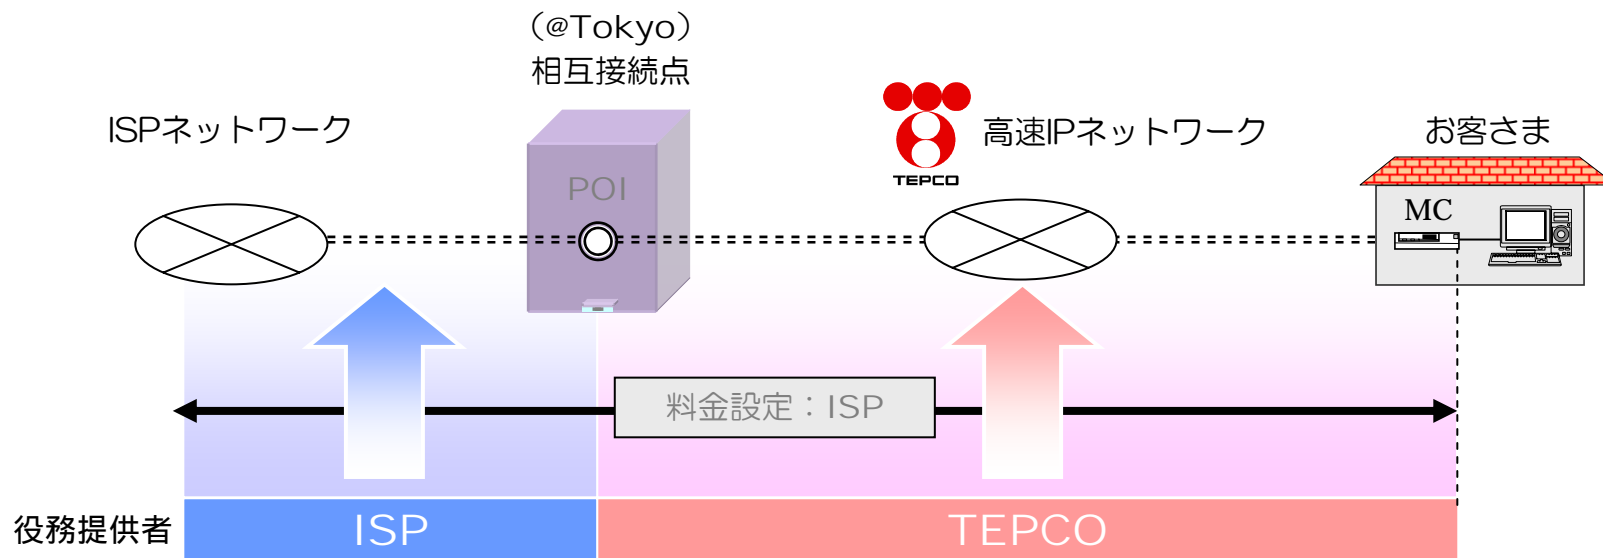 （@Tokyo）
相互接続点
ISPネットワーク
TEPCO
高速IPネットワーク
お客さま
POI
MC
料金設定：ISP
役務提供者
ISP
TEPCO